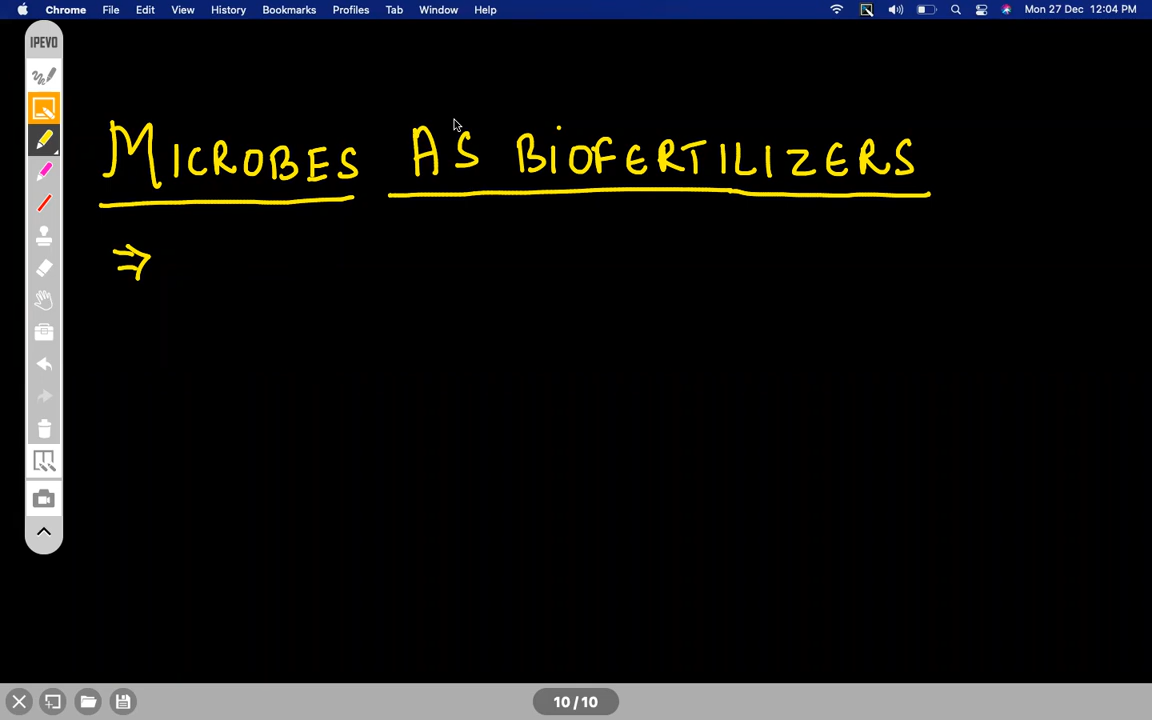 Chrome File Edit View History Bookmarks Profiles Tab Window Help Mon 27 Dec 12:04 PM
IPEVO
MICROBES AS BIOFERTILIZERS
⇒
10/10